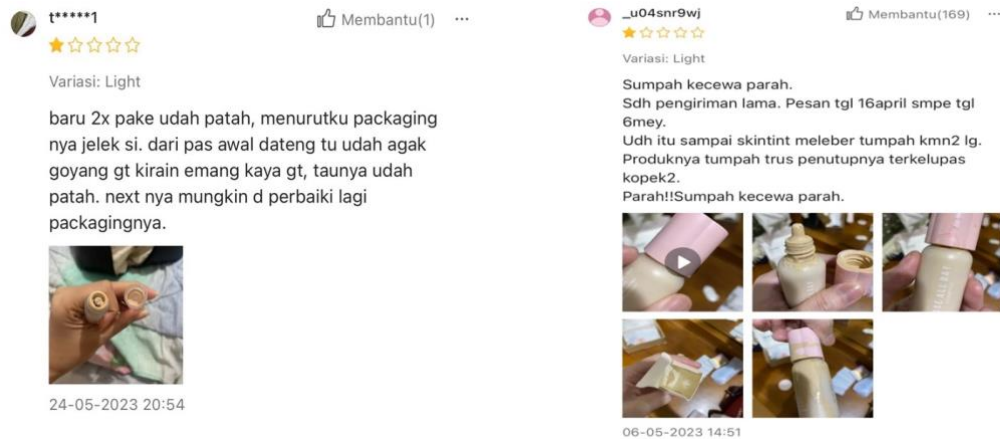 t*****1
Membantu(1)
Variasi: Light
baru 2x pake udah patah, menurutku packaging
nya jelek si. dari pas awal dateng tu udah agak
goyang gt kirain emang kaya gt, taunya udah
patah. next nya mungkin d perbaiki lagi
packagingnya.
24-05-2023 20:54
_u04snr9wj
Membantu(169)
Variasi: Light
Sumpah kecewa parah.
Sdh pengiriman lama. Pesan tgl 16april smpe tgl
6mey.
Udh itu sampai skintint meleber tumpah kmn2 lg.
Produknya tumpah trus penutupnya terkelupas
kopek2.
Parah!!Sumpah kecewa parah.
06-05-2023 14:51